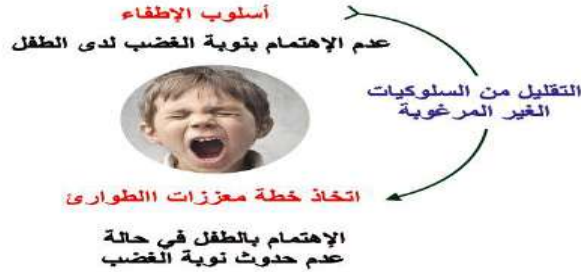 أسلوب الإطفاء
عدم الإهتمام بنوبة الغضب لدى الطفل
التقليل من السلوكيات
الغير المرغوبة
اتخاذ خطة معززات االطوارئ
الإهتمام بالطفل في حالة
عدم حدوث نوبة الغضب